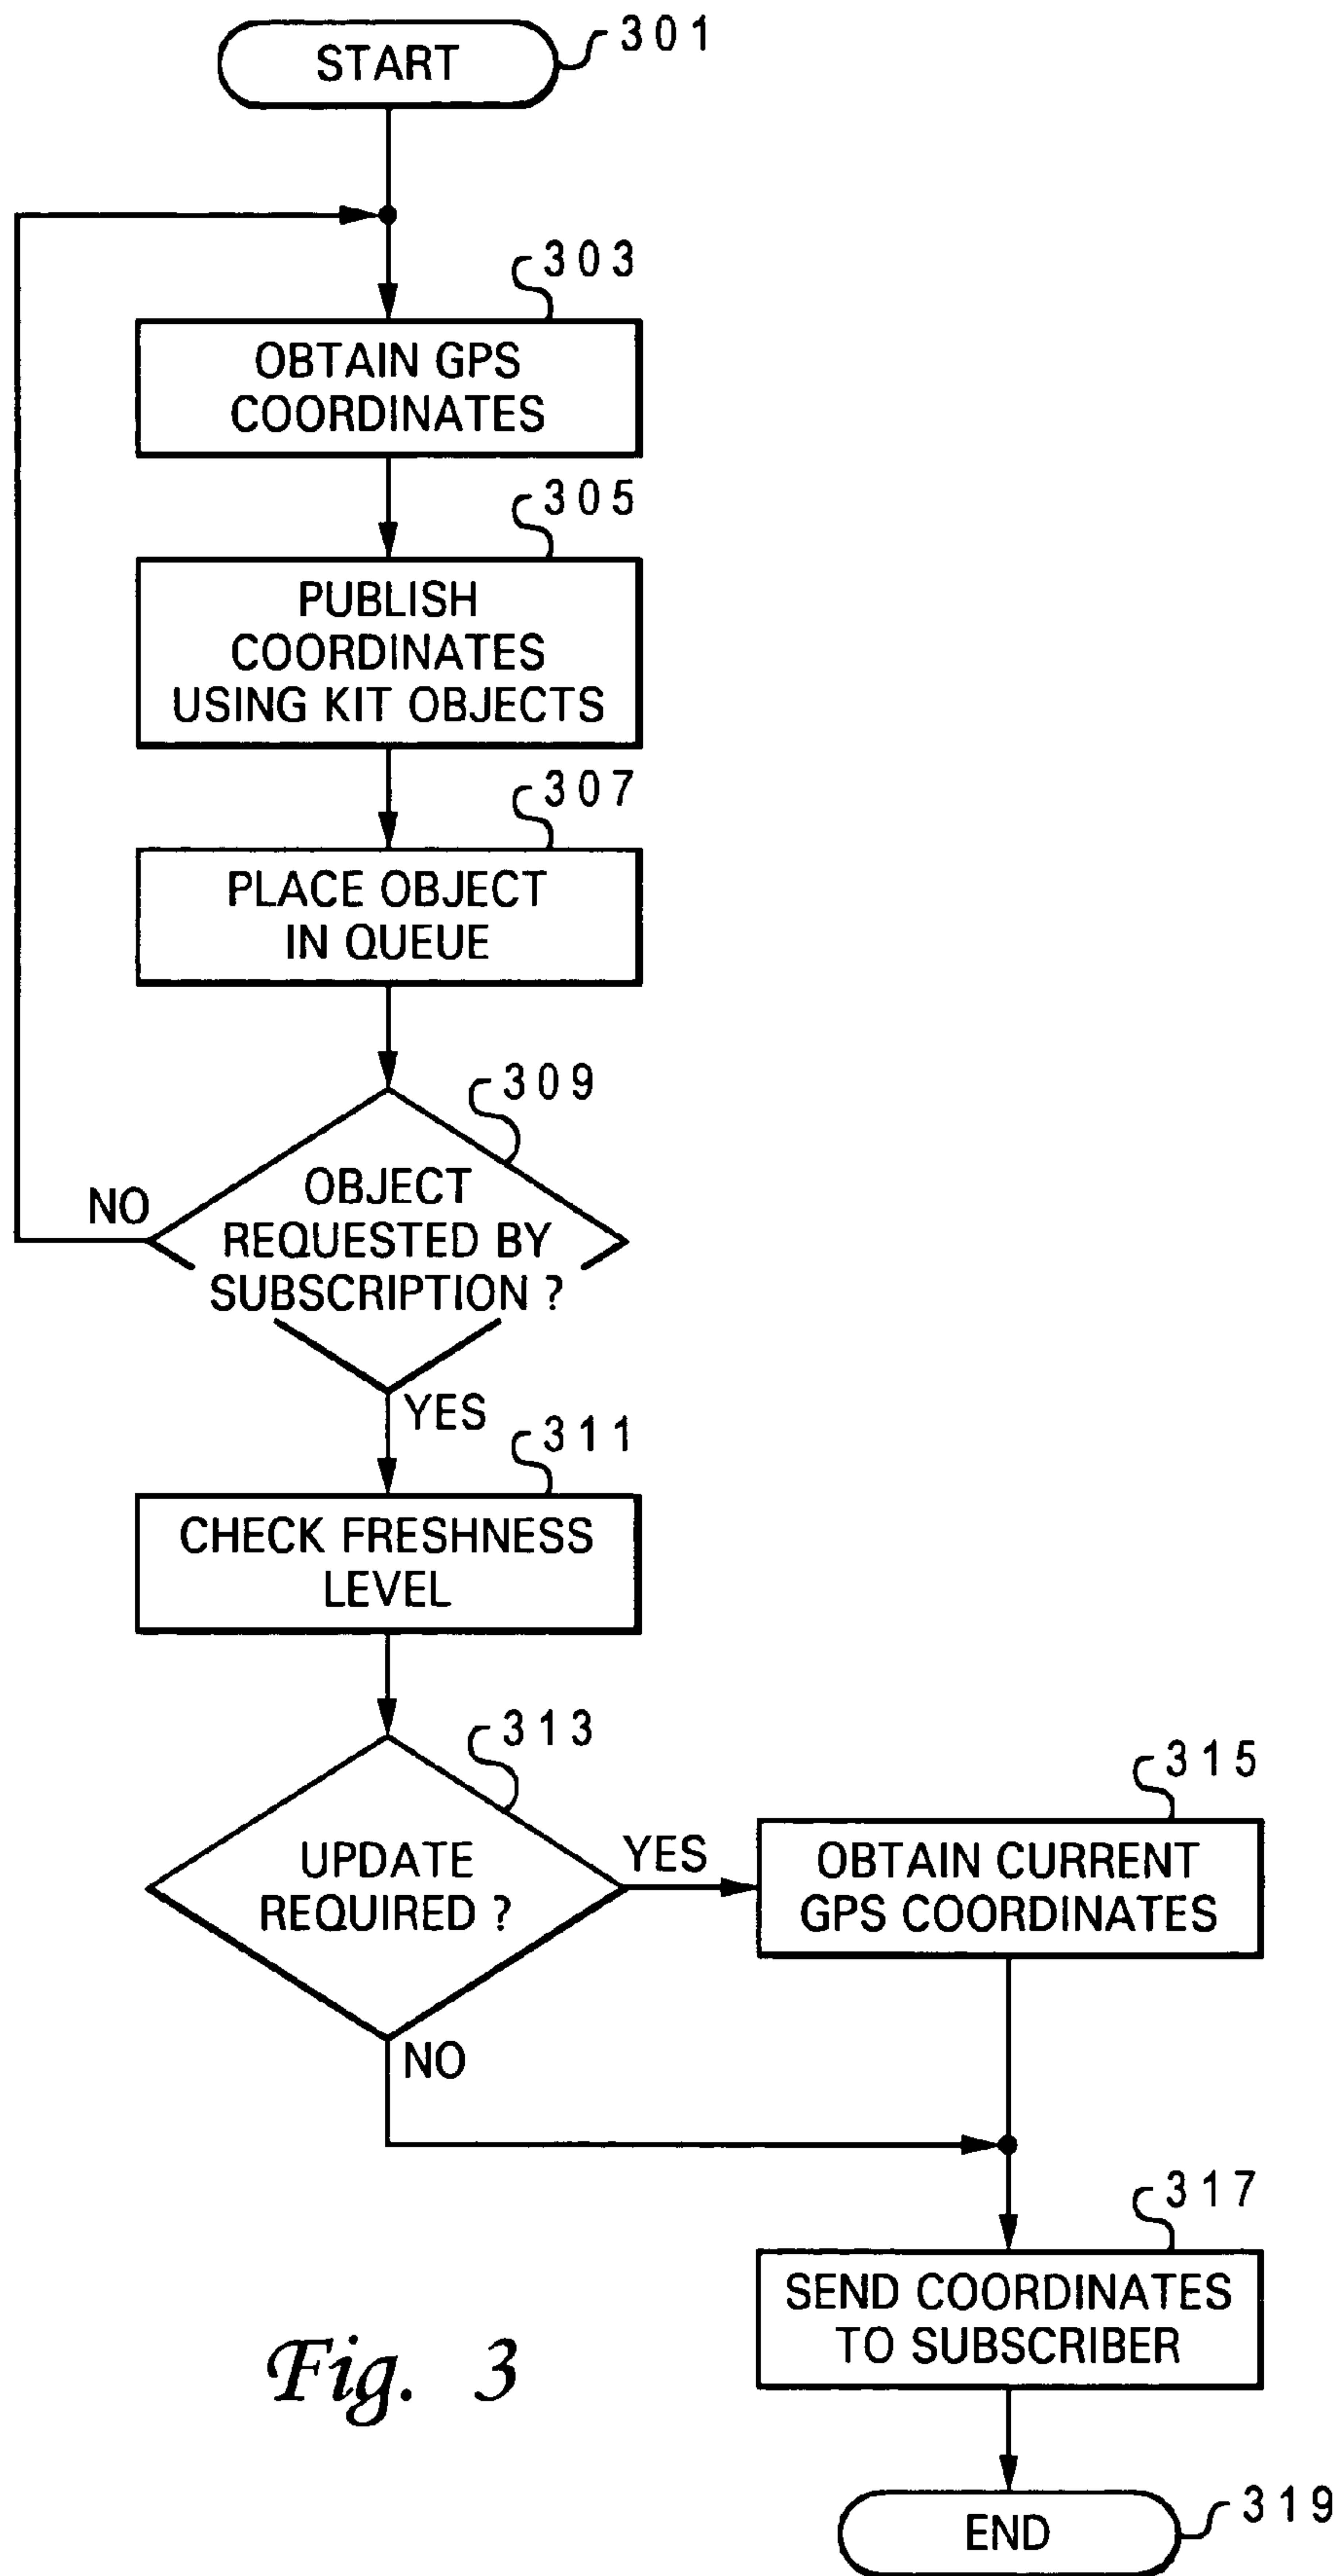 START
301
303
OBTAIN GPS
COORDINATES
305
PUBLISH
COORDINATES
USING KIT OBJECTS
307
PLACE OBJECT
IN QUEUE
309
OBJECT
REQUESTED BY
SUBSCRIPTION ?
NO
YES
311
CHECK FRESHNESS
LEVEL
313
UPDATE
REQUIRED ?
YES
NO
315
OBTAIN CURRENT
GPS COORDINATES
317
SEND COORDINATES
TO SUBSCRIBER
END
319
Fig. 3